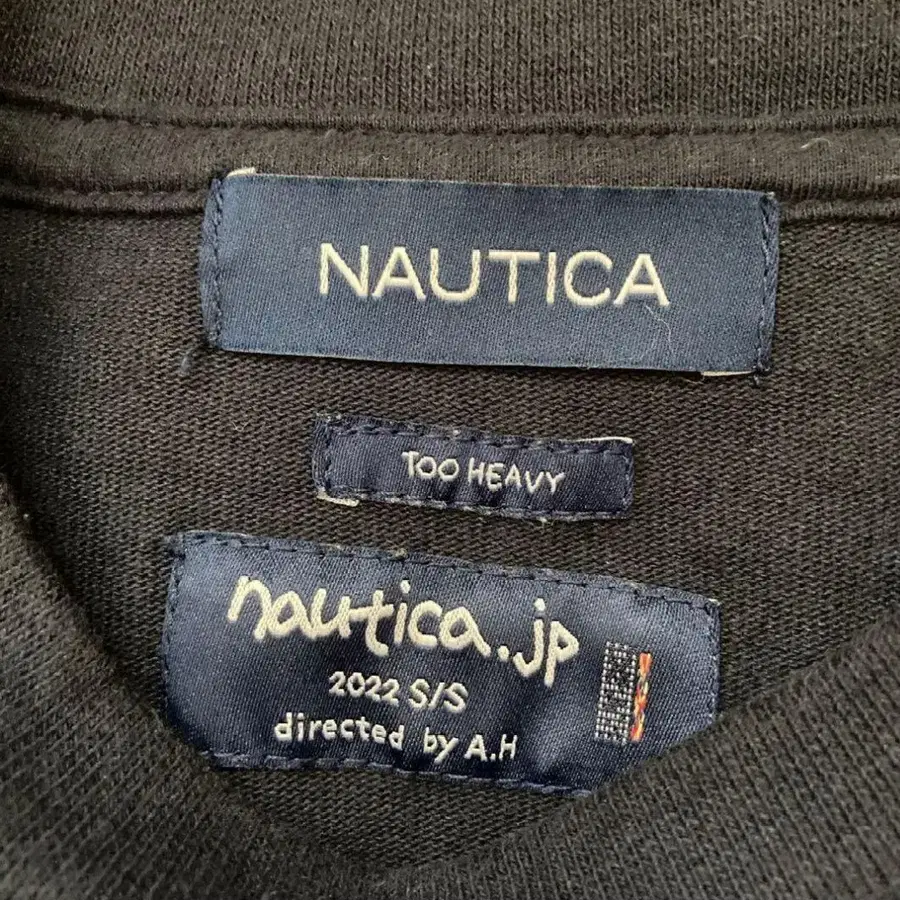 NAUTICA
TOO HEAVY
nautica.jp
2022 S/S
directed by A.H